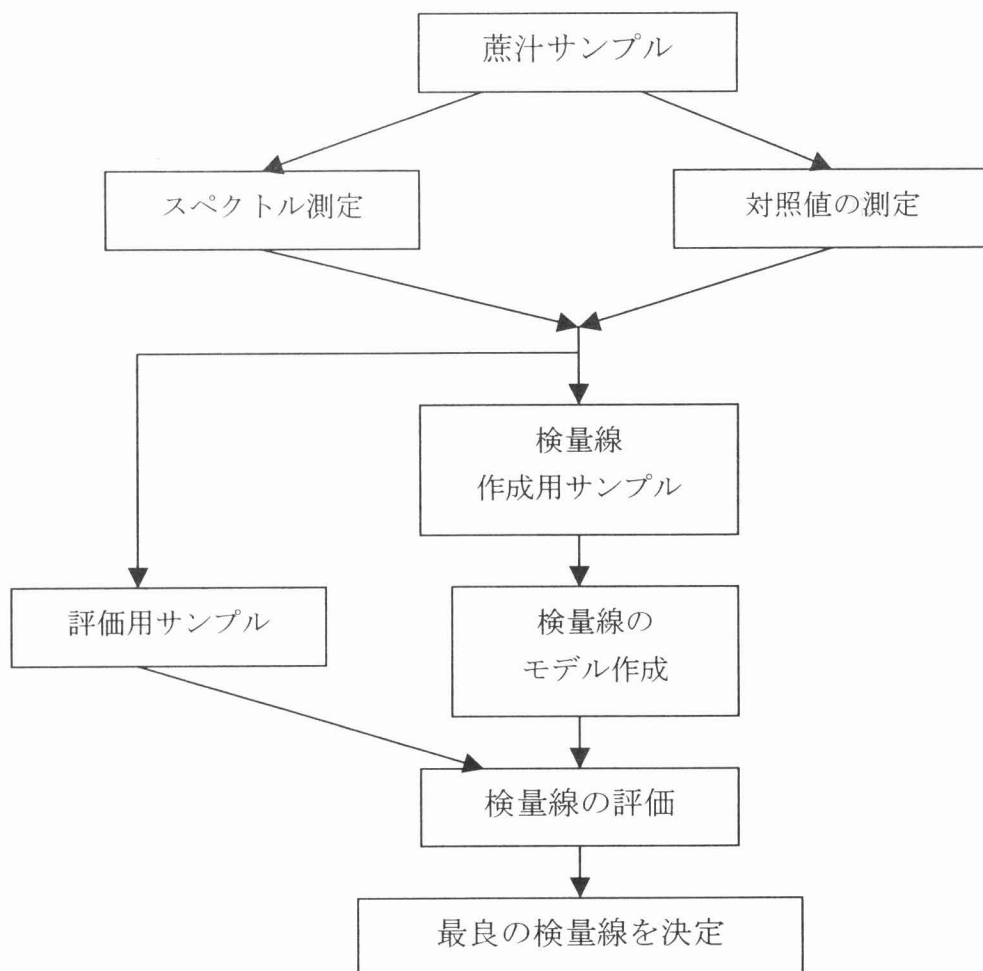 蔗汁サンプル
スペクトル測定
対照値の測定
検量線
作成用サンプル
評価用サンプル
検量線の
モデル作成
検量線の評価
最良の検量線を決定